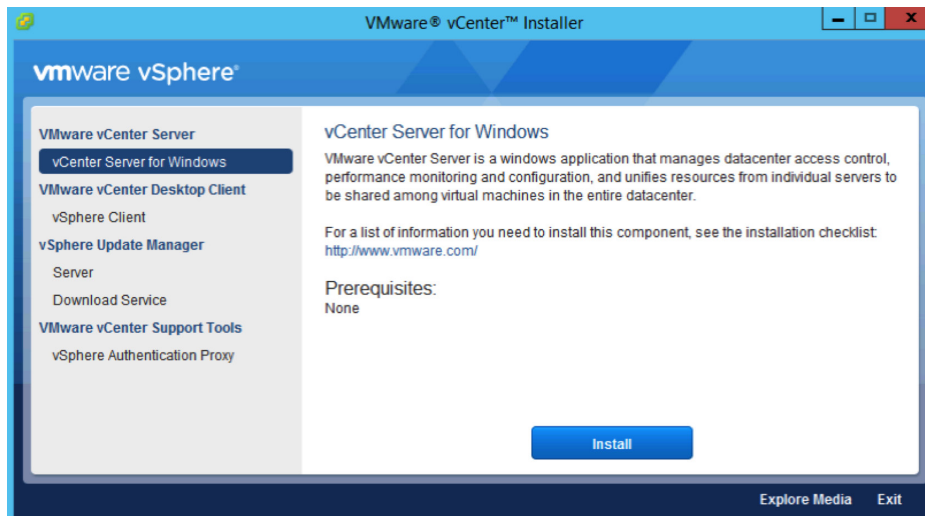 VMware® vCenter™ Installer
vmware vSphere®
VMware vCenter Server
vCenter Server for Windows
VMware vCenter Desktop Client
vSphere Client
vSphere Update Manager
Server
Download Service
VMware vCenter Support Tools
vSphere Authentication Proxy
vCenter Server for Windows
VMware vCenter Server is a windows application that manages datacenter access control,
performance monitoring and configuration, and unifies resources from individual servers to
be shared among virtual machines in the entire datacenter.
For a list of information you need to install this component, see the installation checklist:
http://www.vmware.com/
Prerequisites:
None
Install
Explore Media
Exit